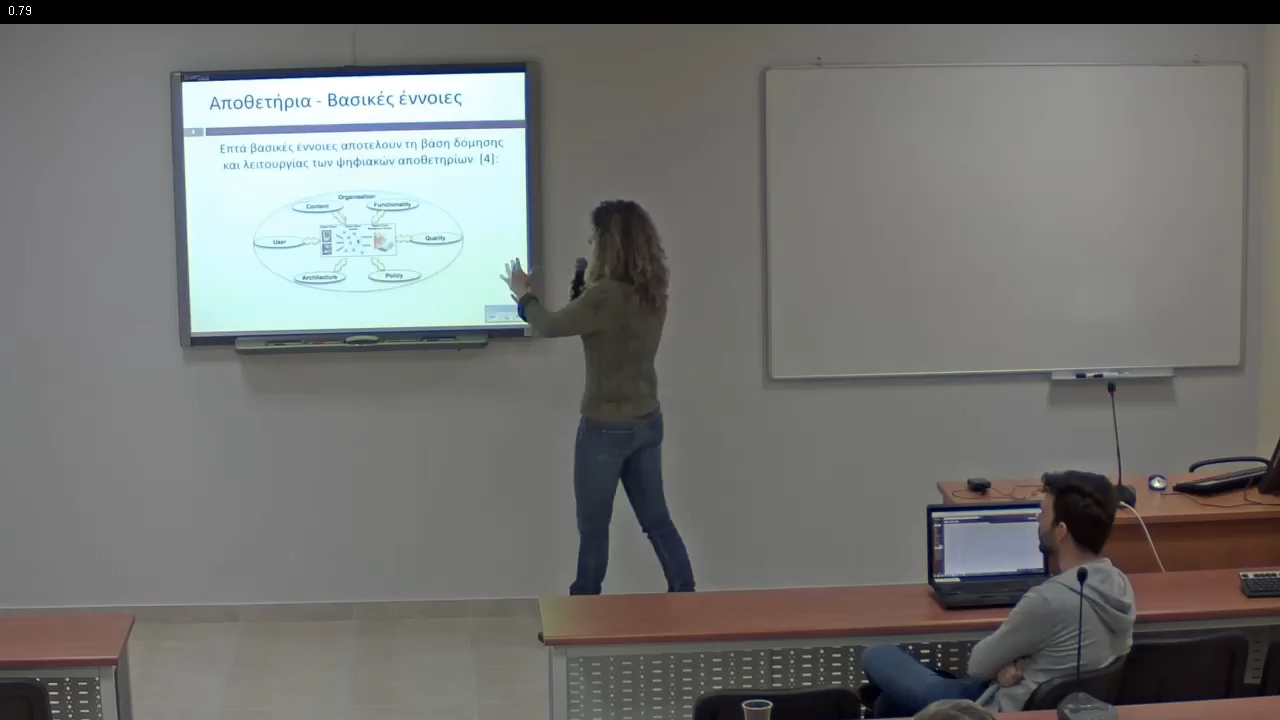 0.79
Αποθετήρια - Βασικές έννοιες
Επτά βασικές έννοιες αποτελούν τη βάση δόμησης
και λειτουργίας των ψηφιακών αποθετηρίων [4]:
Organisation
Content
Functionality
User
Quality
Architecture
Policy